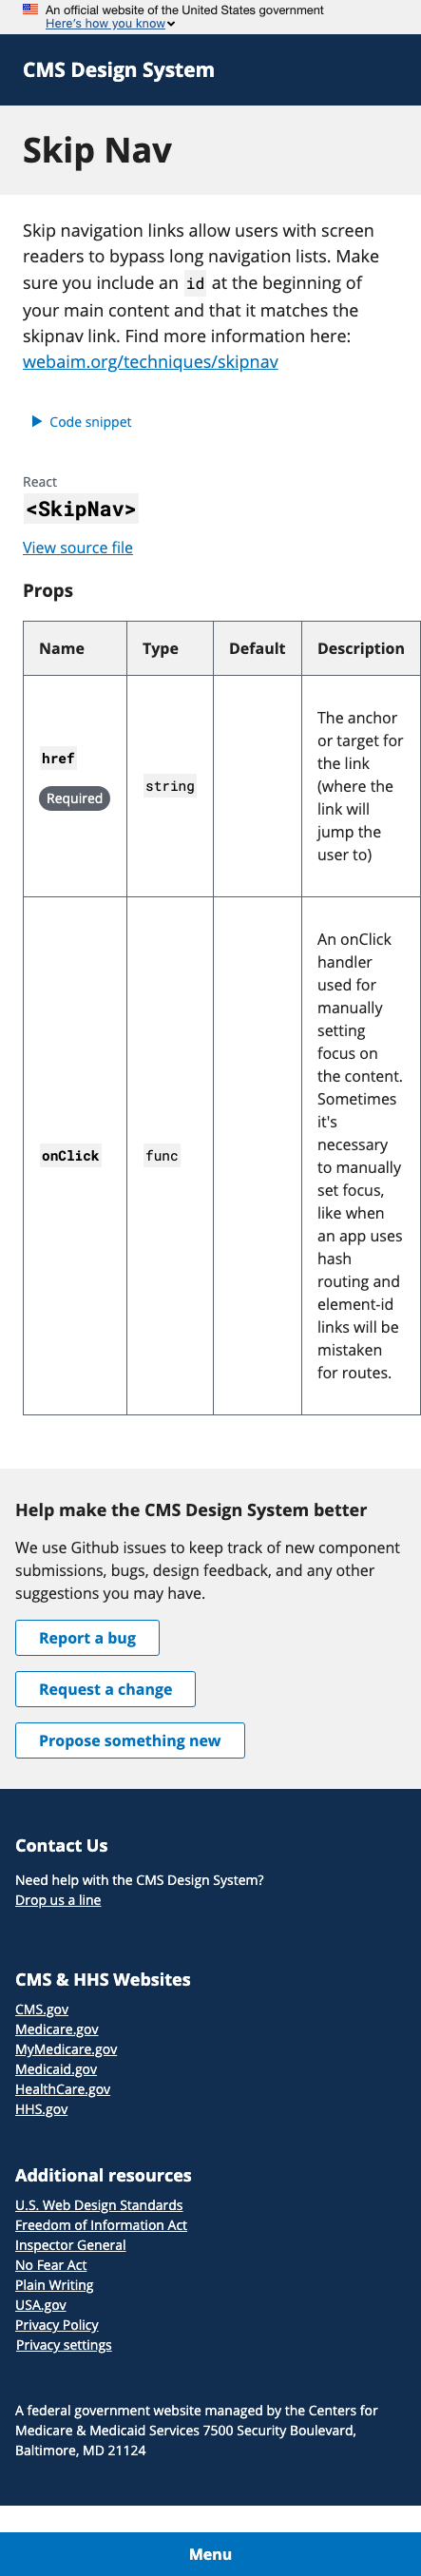 An official website of the United States government
Here's how you know
CMS Design System
Skip Nav
Skip navigation links allow users with screen
readers to bypass long navigation lists. Make
sure you include an id at the beginning of
your main content and that it matches the
skipnav link. Find more information here:
webaim.org/techniques/skipnav
Code snippet
React
<SkipNav>
View source file
Props
Name Type Default Description
href
Required
string
The anchor
or target for
the link
(where the
link will
jump the
user to)
onClick
func
An onClick
handler
used for
manually
setting
focus on
the content.
Sometimes
it's
necessary
to manually
set focus,
like when
an app uses
hash
routing and
element-id
links will be
mistaken
for routes.
Help make the CMS Design System better
We use Github issues to keep track of new component
submissions, bugs, design feedback, and any other
suggestions you may have.
Report a bug
Request a change
Propose something new
Contact Us
Need help with the CMS Design System?
Drop us a line
CMS & HHS Websites
CMS.gov
Medicare.gov
MyMedicare.gov
Medicaid.gov
HealthCare.gov
HHS.gov
Additional resources
U.S. Web Design Standards
Freedom of Information Act
Inspector General
No Fear Act
Plain Writing
USA.gov
Privacy Policy
Privacy settings
A federal government website managed by the Centers for
Medicare & Medicaid Services 7500 Security Boulevard,
Baltimore, MD 21124
Menu